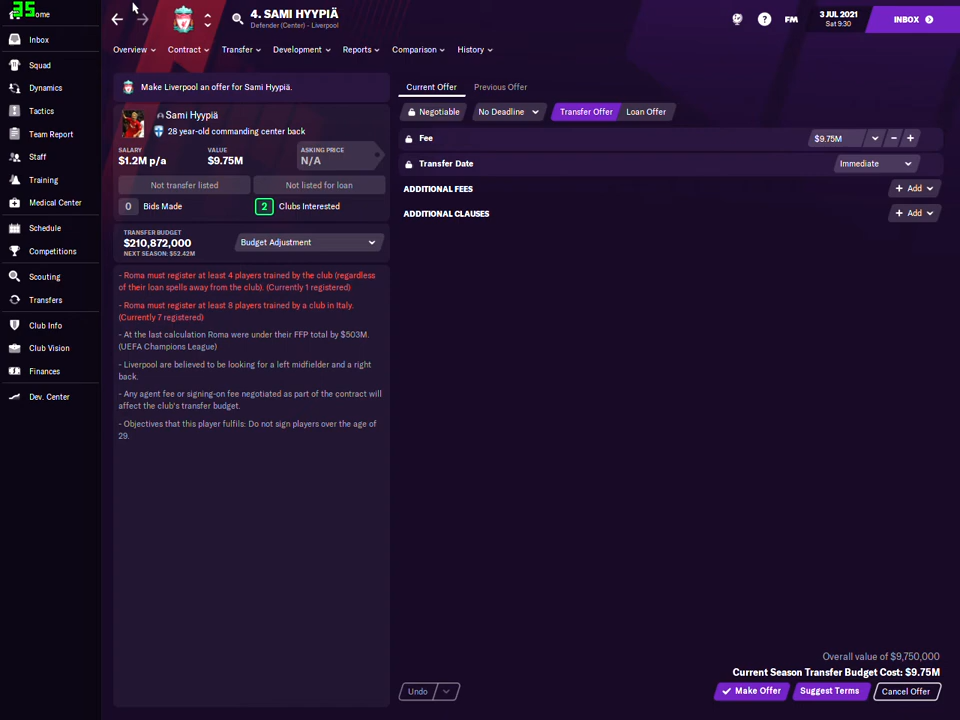 35
ome
Inbox
Squad
Dynamics
Tactics
Team Report
Staff
Training
Medical Center
Schedule
Competitions
Scouting
Transfers
Club Info
Club Vision
Finances
Dev. Center
4. SAMI HYYPIÄ
Defender (Center) - Liverpool
? FM
3 JUL 2021
Sat 9:30
INBOX
Overview Contract Transfer Development Reports Comparison History
Make Liverpool an offer for Sami Hyypiä.
Sami Hyypiä
28 year-old commanding center back
SALARY VALUE ASKING PRICE
$1.2M p/a $9.75M N/A
Not transfer listed Not listed for loan
0 Bids Made 2 Clubs Interested
TRANSFER BUDGET
$210,872,000 Budget Adjustment
NEXT SEASON: $52.42M
- Roma must register at least 4 players trained by the club (regardless
of their loan spells away from the club). (Currently 1 registered)
- Roma must register at least 8 players trained by a club in Italy.
(Currently 7 registered)
- At the last calculation Roma were under their FFP total by $503M.
(UEFA Champions League)
- Liverpool are believed to be looking for a left midfielder and a right
back.
- Any agent fee or signing-on fee negotiated as part of the contract will
affect the club's transfer budget.
- Objectives that this player fulfils: Do not sign players over the age of
29.
Current Offer Previous Offer
Negotiable No Deadline Transfer Offer Loan Offer
Fee $9.75M - +
Transfer Date Immediate
ADDITIONAL FEES + Add
ADDITIONAL CLAUSES + Add
Overall value of $9,750,000
Current Season Transfer Budget Cost: $9.75M
Undo Make Offer Suggest Terms Cancel Offer